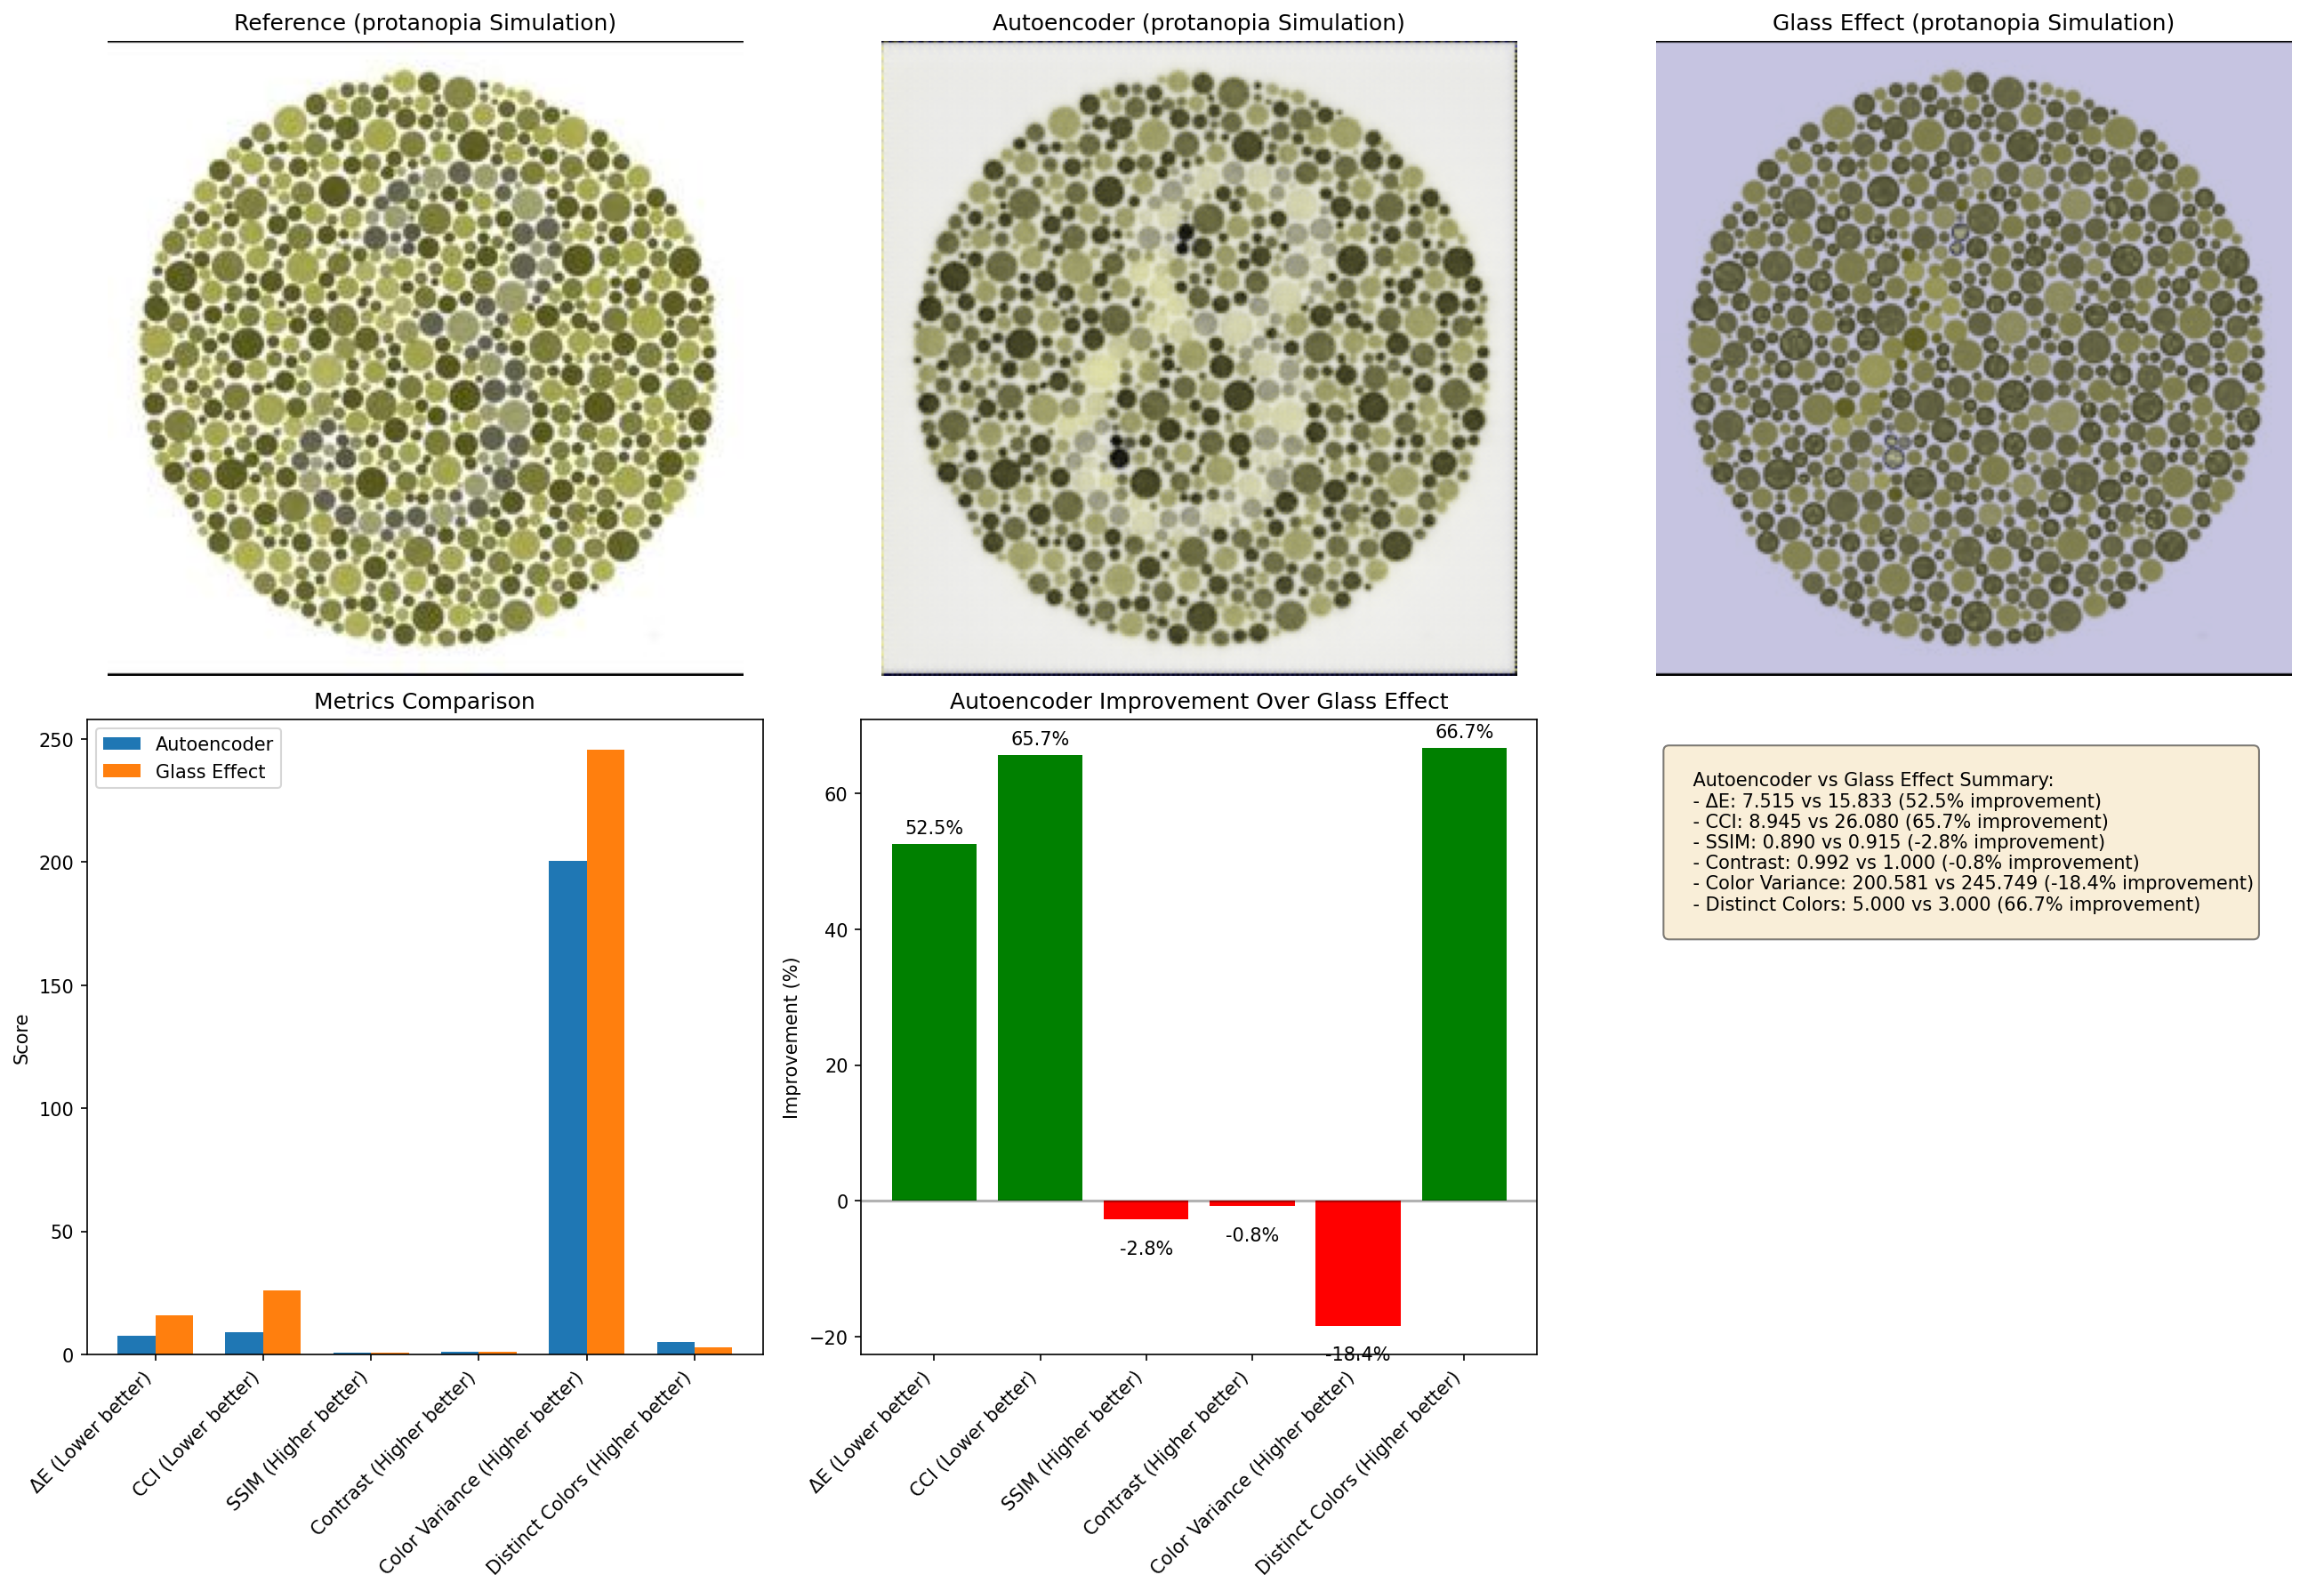 Reference (protanopia Simulation)
Autoencoder (protanopia Simulation)
Glass Effect (protanopia Simulation)
Metrics Comparison
Autoencoder
Glass Effect
250
200
150
100
50
0
Score
ΔE (Lower better)
CCI (Lower better)
SSIM (Higher better)
Contrast (Higher better)
Color Variance (Higher better)
Distinct Colors (Higher better)
Autoencoder Improvement Over Glass Effect
52.5%
65.7%
-2.8%
-0.8%
-18.4%
66.7%
60
40
20
0
−20
Improvement (%)
ΔE (Lower better)
CCI (Lower better)
SSIM (Higher better)
Contrast (Higher better)
Color Variance (Higher better)
Distinct Colors (Higher better)
Autoencoder vs Glass Effect Summary:
- ΔE: 7.515 vs 15.833 (52.5% improvement)
- CCI: 8.945 vs 26.080 (65.7% improvement)
- SSIM: 0.890 vs 0.915 (-2.8% improvement)
- Contrast: 0.992 vs 1.000 (-0.8% improvement)
- Color Variance: 200.581 vs 245.749 (-18.4% improvement)
- Distinct Colors: 5.000 vs 3.000 (66.7% improvement)